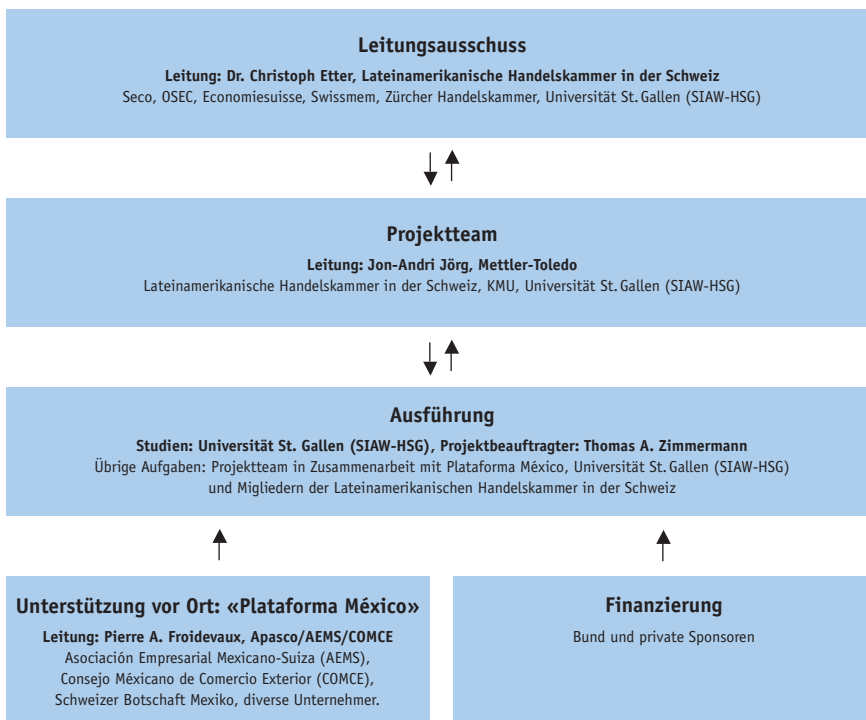 Leitungsausschuss
Leitung: Dr. Christoph Etter, Lateinamerikanische Handelskammer in der Schweiz
Seco, OSEC, Economiesuisse, Swissmem, Zürcher Handelskammer, Universität St. Gallen (SIAW-HSG)
Projektteam
Leitung: Jon-Andri Jörg, Mettler-Toledo
Lateinamerikanische Handelskammer in der Schweiz, KMU, Universität St. Gallen (SIAW-HSG)
Ausführung
Studien: Universität St. Gallen (SIAW-HSG), Projektbeauftragter: Thomas A. Zimmermann
Übrige Aufgaben: Projektteam in Zusammenarbeit mit Plataforma México, Universität St. Gallen (SIAW-HSG)
und Migliedern der Lateinamerikanischen Handelskammer in der Schweiz
Unterstützung vor Ort: «Plataforma México»
Leitung: Pierre A. Froidevaux, Apasco/AEMS/COMCE
Asociación Empresarial Mexicano-Suiza (AEMS),
Consejo Méxicano de Comercio Exterior (COMCE),
Schweizer Botschaft Mexiko, diverse Unternehmer.
Finanzierung
Bund und private Sponsoren